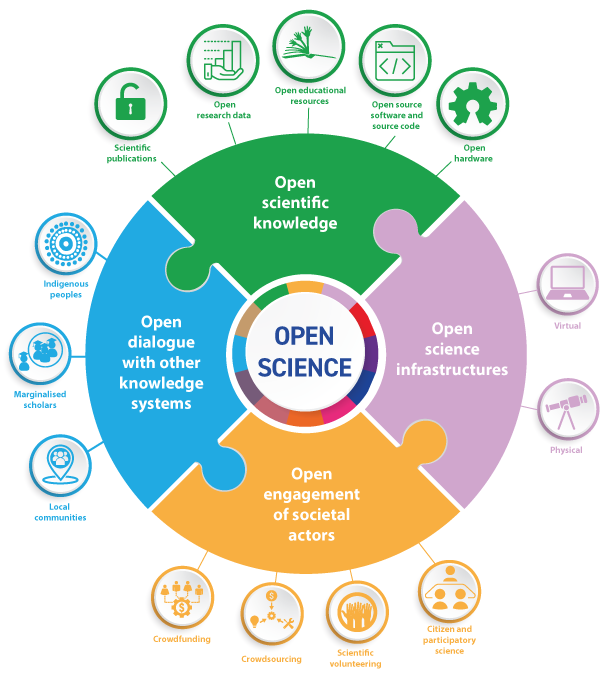 Open educational
resources
Open
research data
Open source
software and
source code
Scientific
publications
Open
hardware
Open
scientific
knowledge
Indigenous
peoples
Virtual
Open
dialogue
with other
knowledge
systems
OPEN
SCIENCE
Open
science
infrastructures
Marginalised
scholars
Physical
Local
communities
Open
engagement
of societal
actors
Crowdfunding
Crowdsourcing
Scientific
volunteering
Citizen and
participatory
science